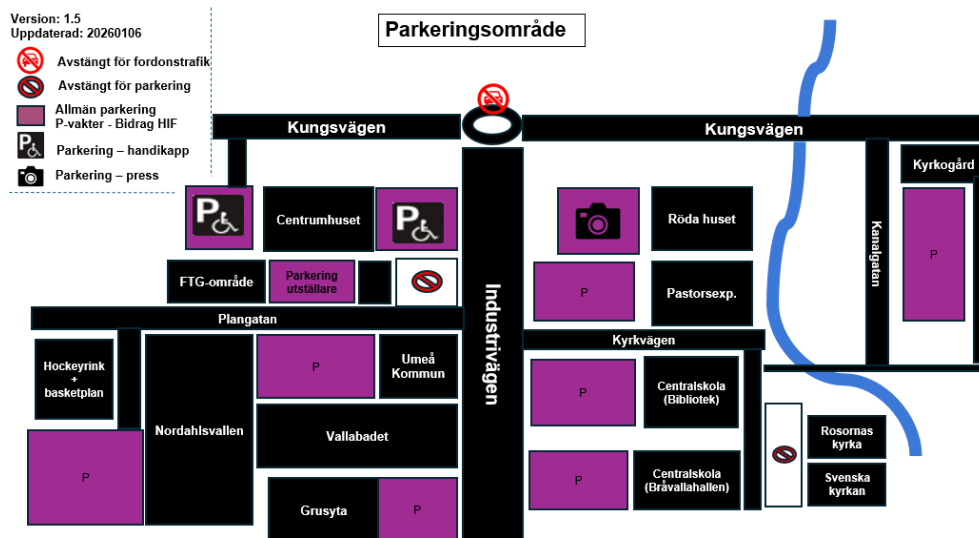 Version: 1.5
Uppdaterad: 20260106
Parkeringsområde
Avstängt för fordonstrafik
Avstängt för parkering
Allmän parkering
P-vakter - Bidrag HIF
Parkering – handikapp
Parkering – press
Kungsvägen
Kungsvägen
Kyrkogård
P
Centrumhuset
P
Röda huset
Kanalgatan
P
FTG-område
Parkering
utställare
P
Pastorsexp.
Industrivägen
Plangatan
Kyrkvägen
Hockeyrink
+
basketplan
P
Umeå
Kommun
P
Centralskola
(Bibliotek)
Nordahlsvallen
Vallabadet
Rosornas
kyrka
P
P
Centralskola
(Bråvallahallen)
Svenska
kyrkan
Grusyta
P